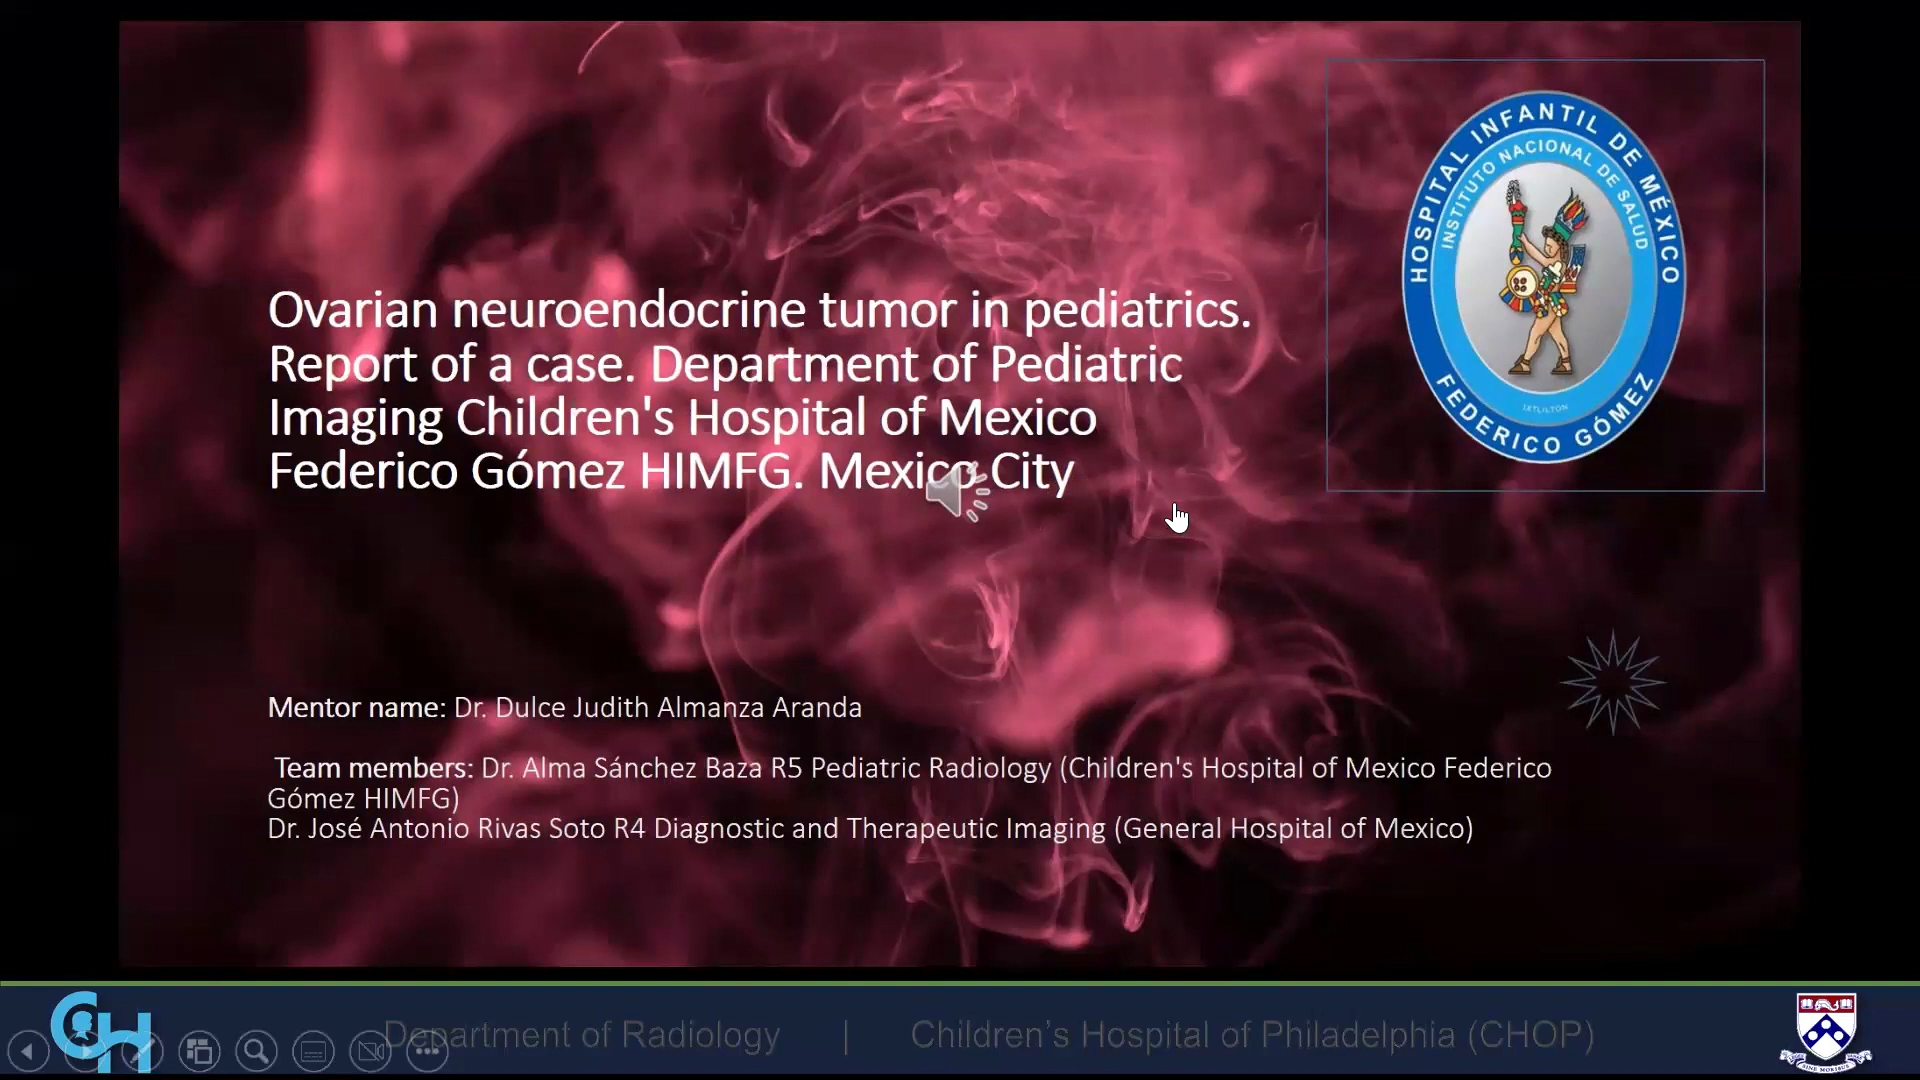 HOSPITAL INFANTIL DE MÉXICO
INSTITUTO NACIONAL DE SALUD
IXTLILTON
FEDERICO GÓMEZ
Ovarian neuroendocrine tumor in pediatrics.
Report of a case. Department of Pediatric
Imaging Children's Hospital of Mexico
Federico Gómez HIMFG. Mexico City
Mentor name: Dr. Dulce Judith Almanza Aranda
Team members: Dr. Alma Sánchez Baza R5 Pediatric Radiology (Children's Hospital of Mexico Federico
Gómez HIMFG)
Dr. José Antonio Rivas Soto R4 Diagnostic and Therapeutic Imaging (General Hospital of Mexico)
CH
Department of Radiology | Children’s Hospital of Philadelphia (CHOP)